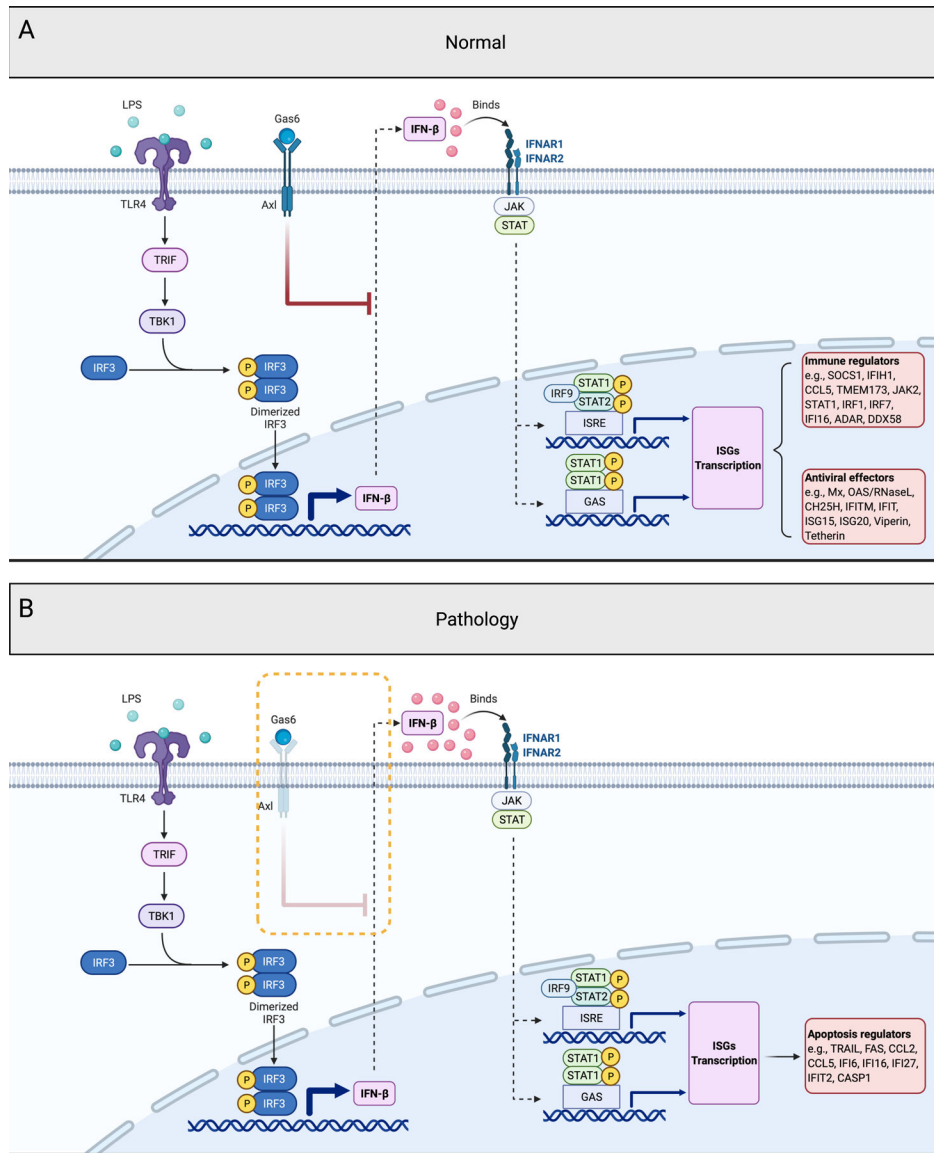 A
Normal
LPS
TLR4
TRIF
TBK1
IRF3
P
IRF3
P
IRF3
Dimerized
IRF3
P
IRF3
P
IRF3
IFN-β
Gas6
Axl
IFN-β
Binds
IFNAR1
IFNAR2
JAK
STAT
IRF9
STAT1
P
STAT2
P
ISRE
STAT1
P
STAT1
P
GAS
ISGs
Transcription
Immune regulators
e.g., SOCS1, IFIH1,
CCL5, TMEM173, JAK2,
STAT1, IRF1, IRF7,
IFI16, ADAR, DDX58
Antiviral effectors
e.g., Mx, OAS/RNaseL,
CH25H, IFITM, IFIT,
ISG15, ISG20, Viperin,
Tetherin
B
Pathology
LPS
TLR4
TRIF
TBK1
IRF3
P
IRF3
P
IRF3
Dimerized
IRF3
P
IRF3
P
IRF3
IFN-β
Gas6
Axl
IFN-β
Binds
IFNAR1
IFNAR2
JAK
STAT
IRF9
STAT1
P
STAT2
P
ISRE
STAT1
P
STAT1
P
GAS
ISGs
Transcription
Apoptosis regulators
e.g., TRAIL, FAS, CCL2,
CCL5, IFI6, IFI16, IFI27,
IFIT2, CASP1